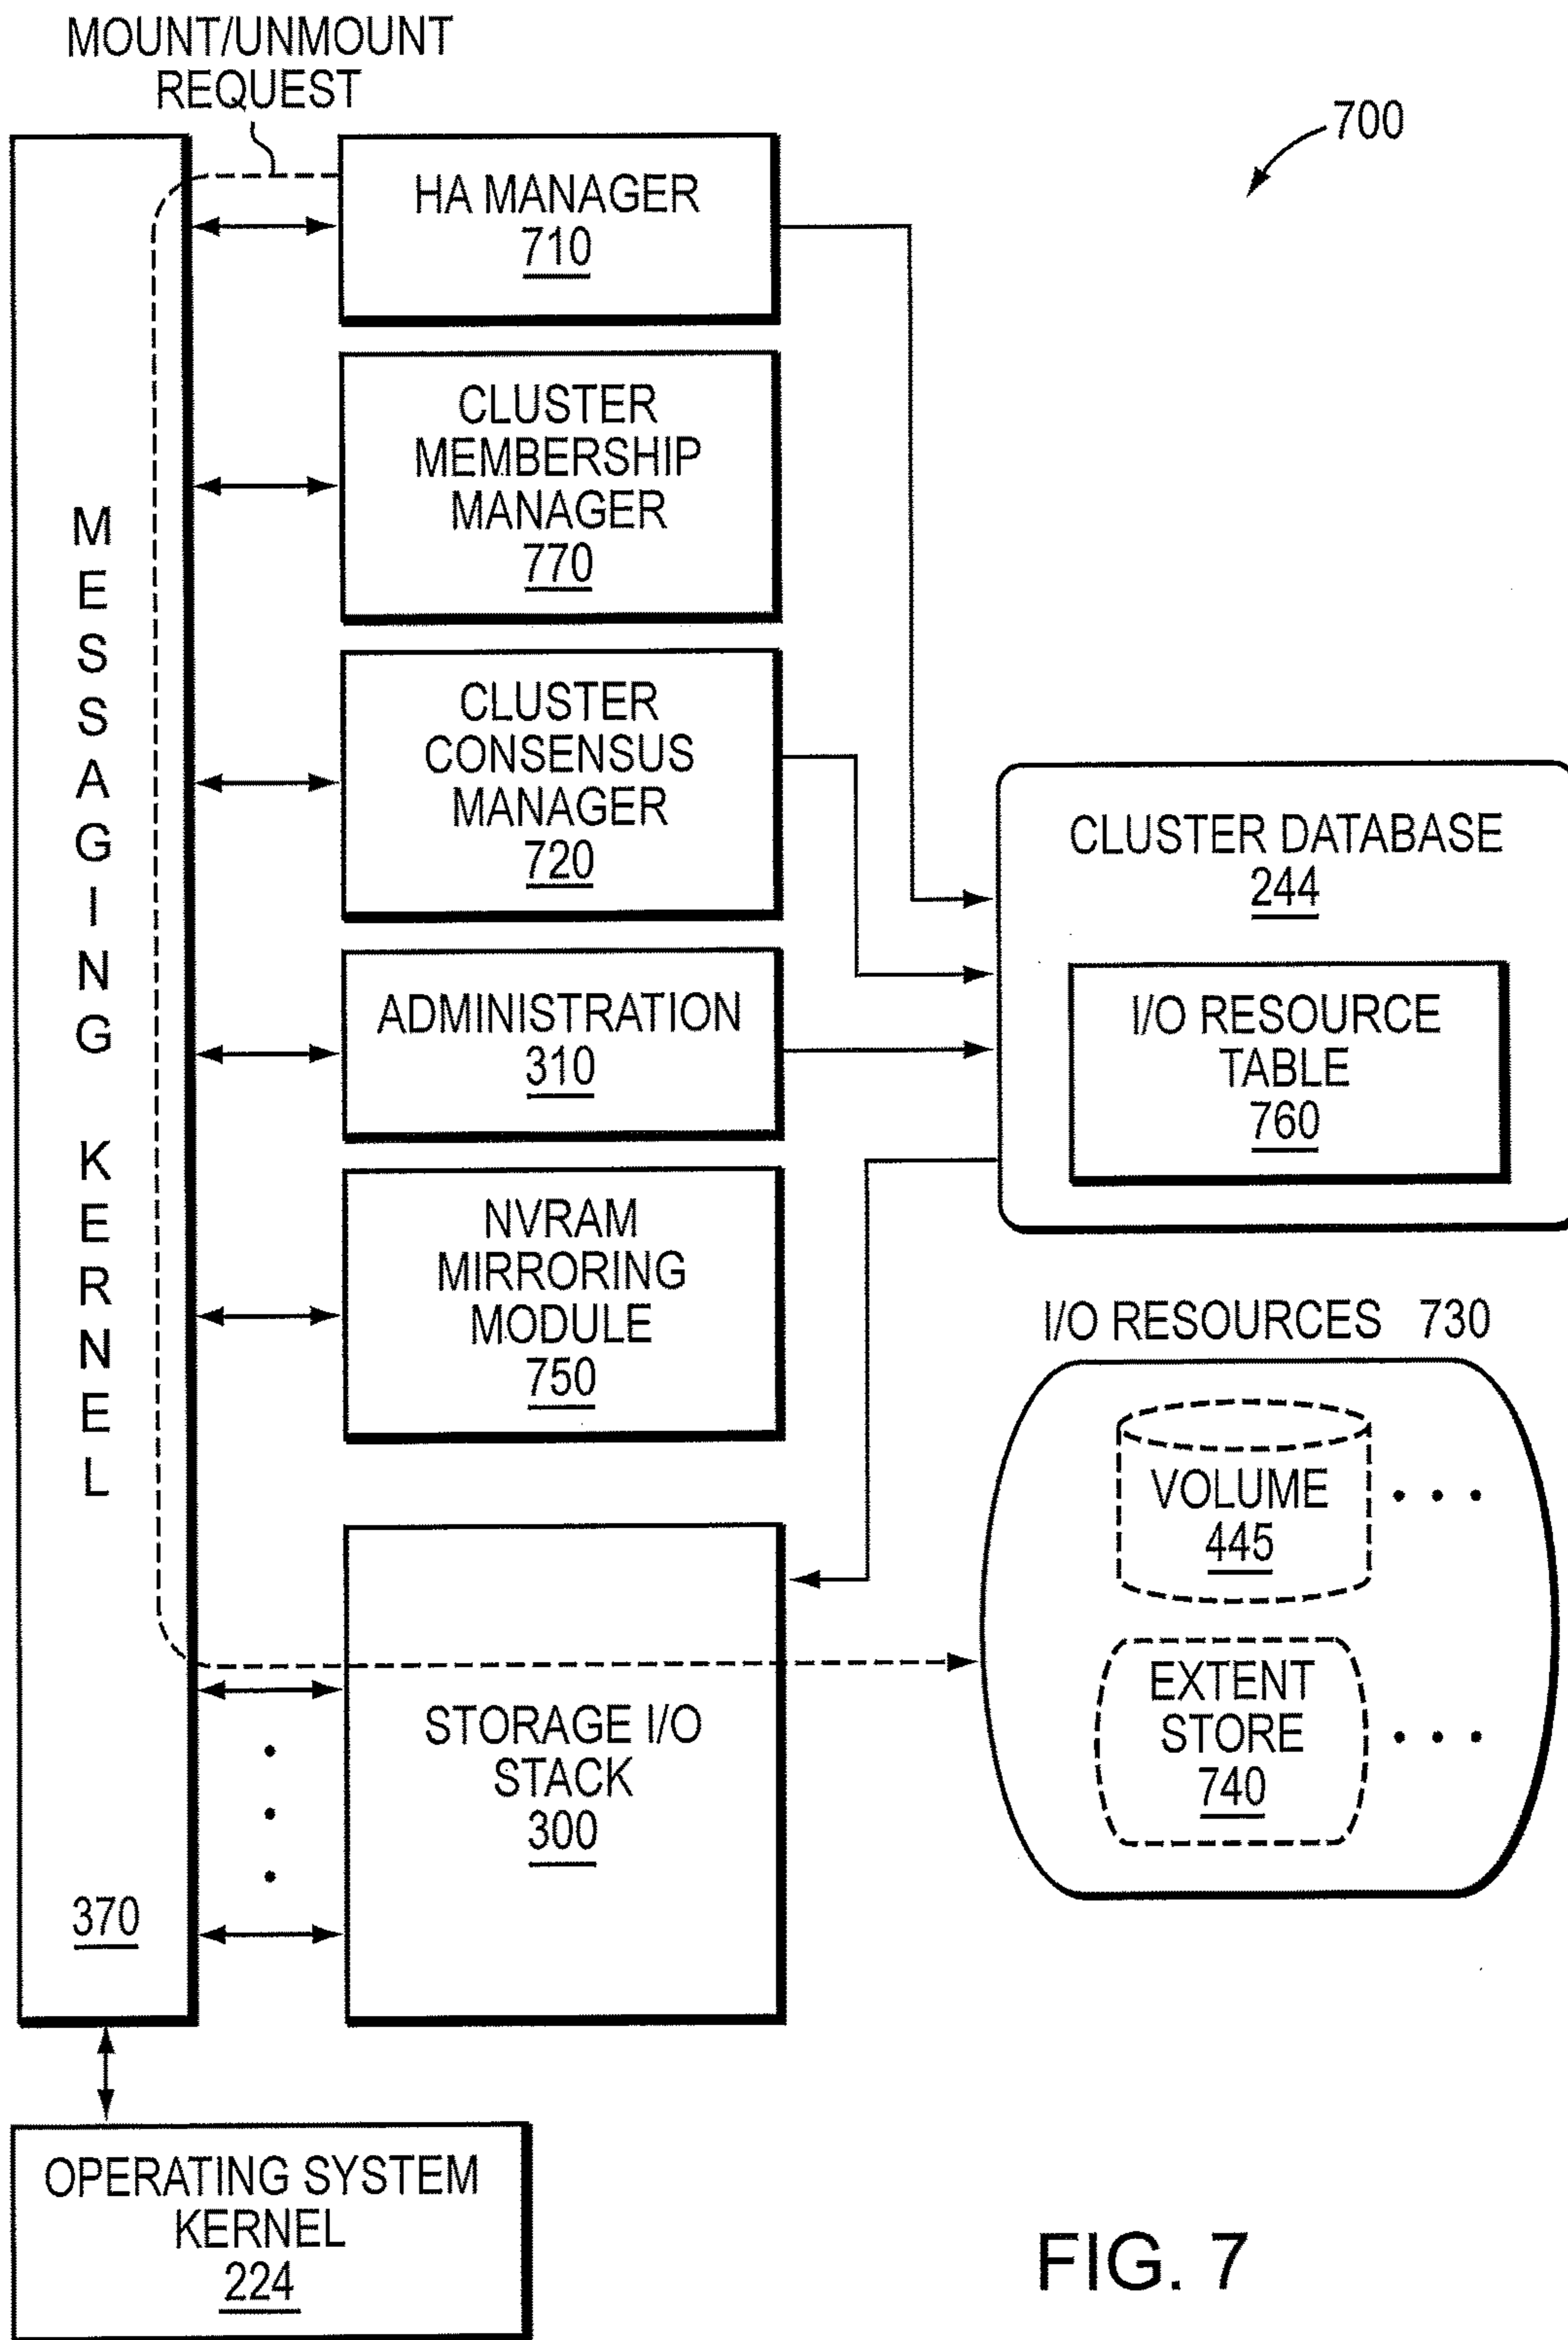 MOUNT/UNMOUNT
REQUEST
700
HA MANAGER
710
CLUSTER
MEMBERSHIP
MANAGER
770
MESSAGING KERNEL
370
CLUSTER
CONSENSUS
MANAGER
720
CLUSTER DATABASE
244
ADMINISTRATION
310
I/O RESOURCE
TABLE
760
NVRAM
MIRRORING
MODULE
750
I/O RESOURCES 730
VOLUME
445
EXTENT
STORE
740
STORAGE I/O
STACK
300
OPERATING SYSTEM
KERNEL
224
FIG. 7